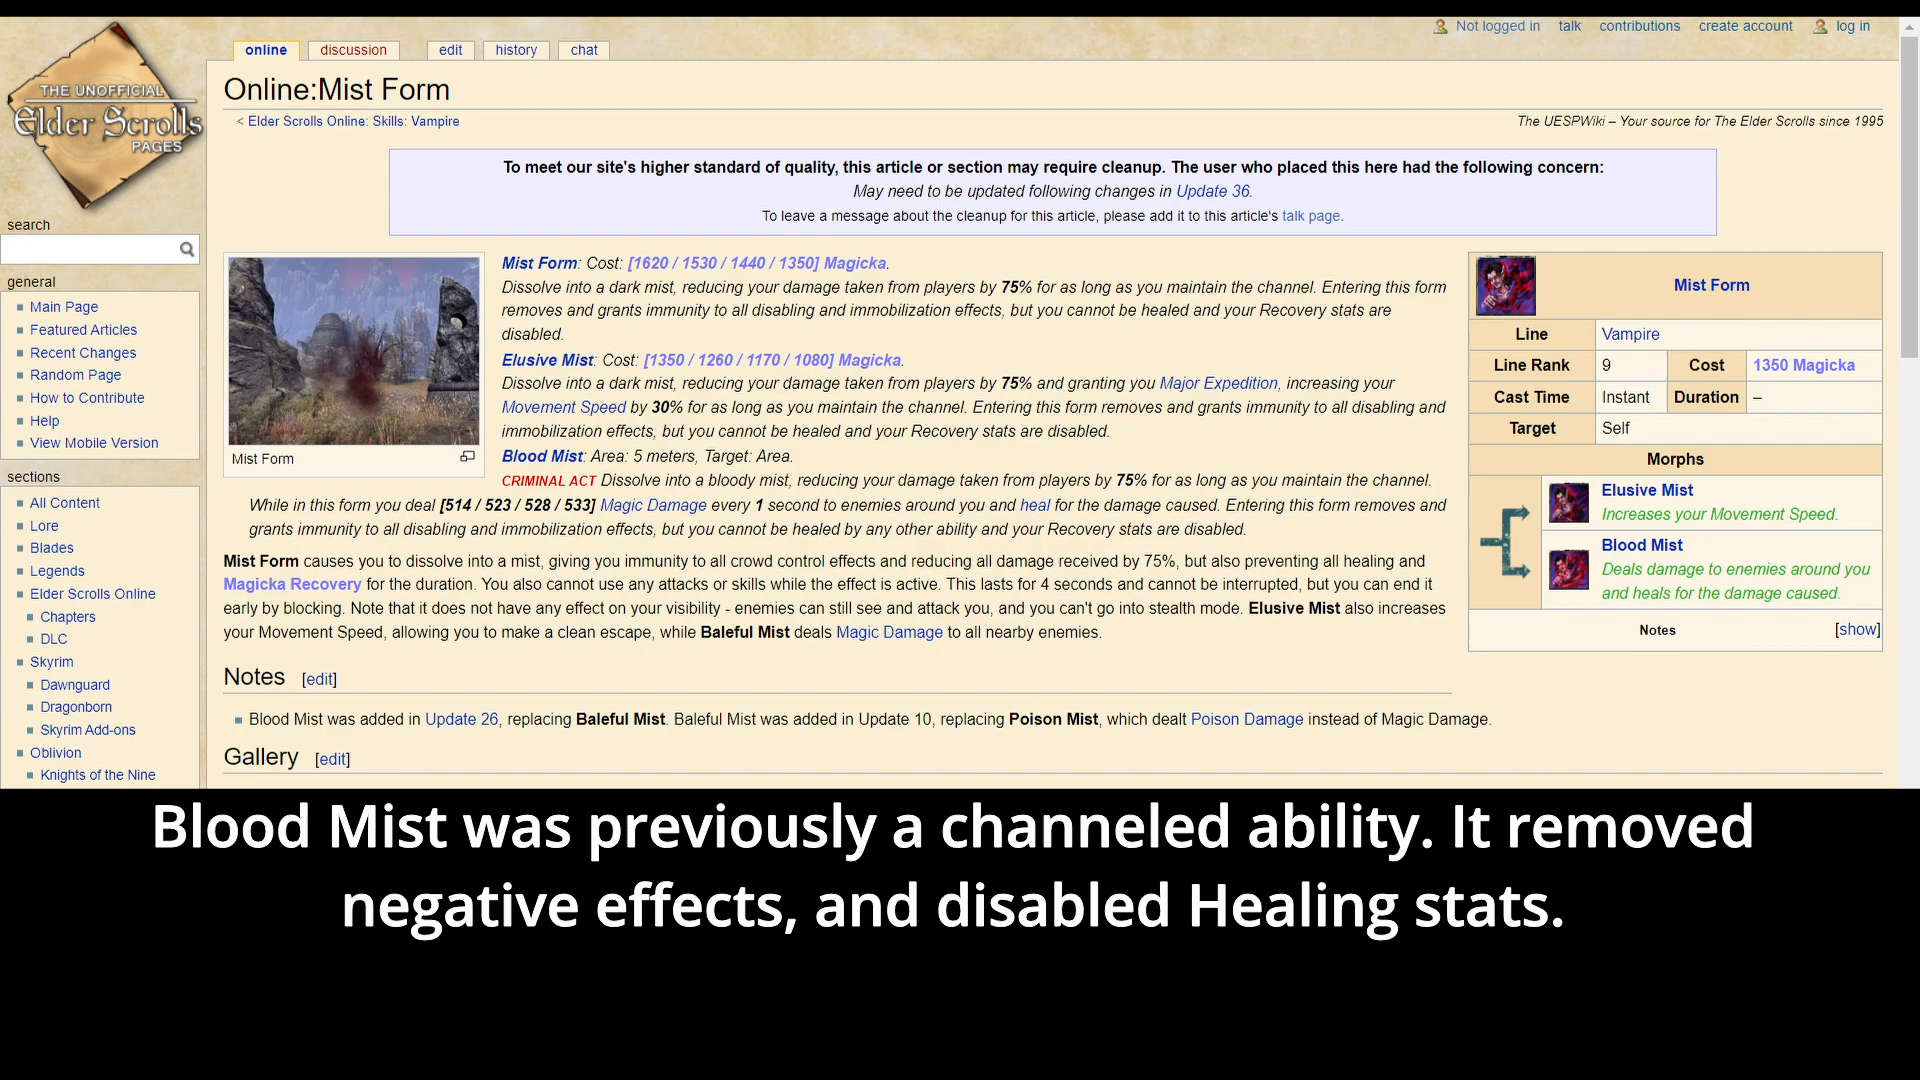 Not logged in talk contributions create account log in
THE UNOFFICIAL
Elder Scrolls
PAGES
online discussion edit history chat
Online:Mist Form
< Elder Scrolls Online: Skills: Vampire
The UESPWiki – Your source for The Elder Scrolls since 1995
To meet our site's higher standard of quality, this article or section may require cleanup. The user who placed this here had the following concern:
May need to be updated following changes in Update 36.
To leave a message about the cleanup for this article, please add it to this article's talk page.
search
general
Main Page
Featured Articles
Recent Changes
Random Page
How to Contribute
Help
View Mobile Version
sections
All Content
Lore
Blades
Legends
Elder Scrolls Online
Chapters
DLC
Skyrim
Dawnguard
Dragonborn
Skyrim Add-ons
Oblivion
Knights of the Nine
Mist Form
Mist Form: Cost: [1620 / 1530 / 1440 / 1350] Magicka.
Dissolve into a dark mist, reducing your damage taken from players by 75% for as long as you maintain the channel. Entering this form
removes and grants immunity to all disabling and immobilization effects, but you cannot be healed and your Recovery stats are
disabled.
Elusive Mist: Cost: [1350 / 1260 / 1170 / 1080] Magicka.
Dissolve into a dark mist, reducing your damage taken from players by 75% and granting you Major Expedition, increasing your
Movement Speed by 30% for as long as you maintain the channel. Entering this form removes and grants immunity to all disabling and
immobilization effects, but you cannot be healed and your Recovery stats are disabled.
Blood Mist: Area: 5 meters, Target: Area.
CRIMINAL ACT Dissolve into a bloody mist, reducing your damage taken from players by 75% for as long as you maintain the channel.
While in this form you deal [514 / 523 / 528 / 533] Magic Damage every 1 second to enemies around you and heal for the damage caused. Entering this form removes and
grants immunity to all disabling and immobilization effects, but you cannot be healed by any other ability and your Recovery stats are disabled.
Mist Form causes you to dissolve into a mist, giving you immunity to all crowd control effects and reducing all damage received by 75%, but also preventing all healing and
Magicka Recovery for the duration. You also cannot use any attacks or skills while the effect is active. This lasts for 4 seconds and cannot be interrupted, but you can end it
early by blocking. Note that it does not have any effect on your visibility - enemies can still see and attack you, and you can't go into stealth mode. Elusive Mist also increases
your Movement Speed, allowing you to make a clean escape, while Baleful Mist deals Magic Damage to all nearby enemies.
Mist Form
Line Vampire
Line Rank 9 Cost 1350 Magicka
Cast Time Instant Duration –
Target Self
Morphs
Elusive Mist
Increases your Movement Speed.
Blood Mist
Deals damage to enemies around you
and heals for the damage caused.
Notes [show]
Notes [edit]
Blood Mist was added in Update 26, replacing Baleful Mist. Baleful Mist was added in Update 10, replacing Poison Mist, which dealt Poison Damage instead of Magic Damage.
Gallery [edit]
Blood Mist was previously a channeled ability. It removed
negative effects, and disabled Healing stats.